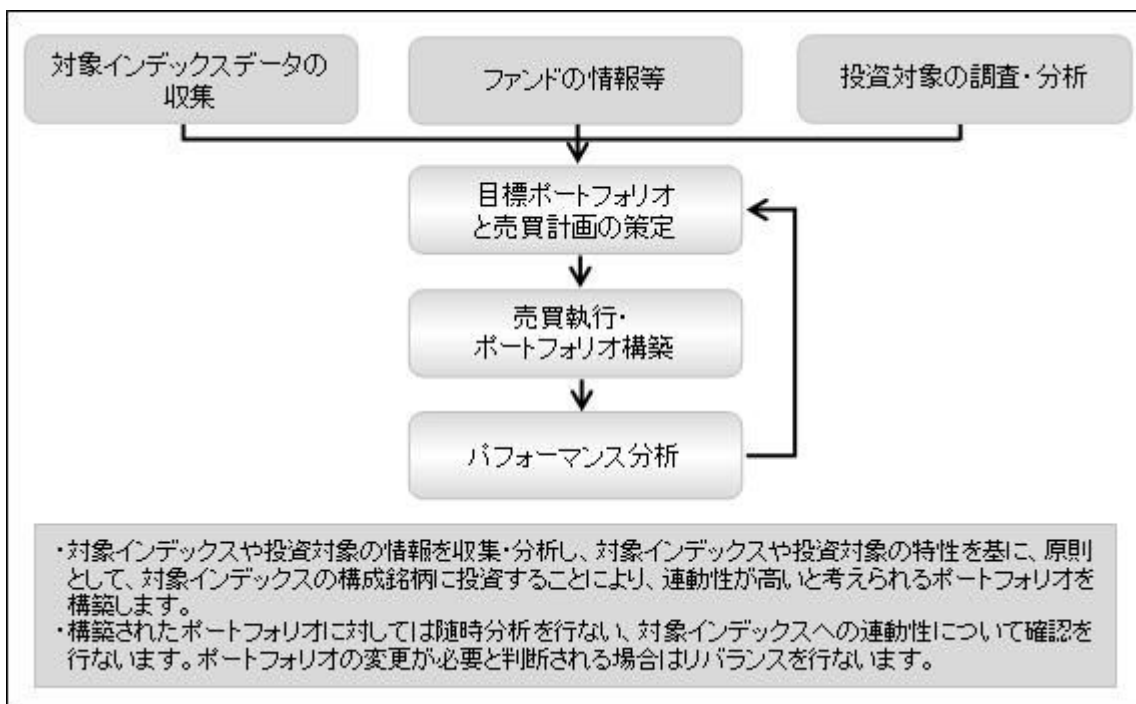 対象インデックスデータの
収集
ファンドの情報等
投資対象の調査・分析
目標ポートフォリオ
と売買計画の策定
売買執行・
ポートフォリオ構築
パフォーマンス分析
・対象インデックスや投資対象の情報を収集・分析し、対象インデックスや投資対象の特性を基に、原則
として、対象インデックスの構成銘柄に投資することにより、連動性が高いと考えられるポートフォリオを
構築します。
・構築されたポートフォリオに対しては随時分析を行ない、対象インデックスへの連動性について確認を
行ないます。ポートフォリオの変更が必要と判断される場合はリバランスを行ないます。